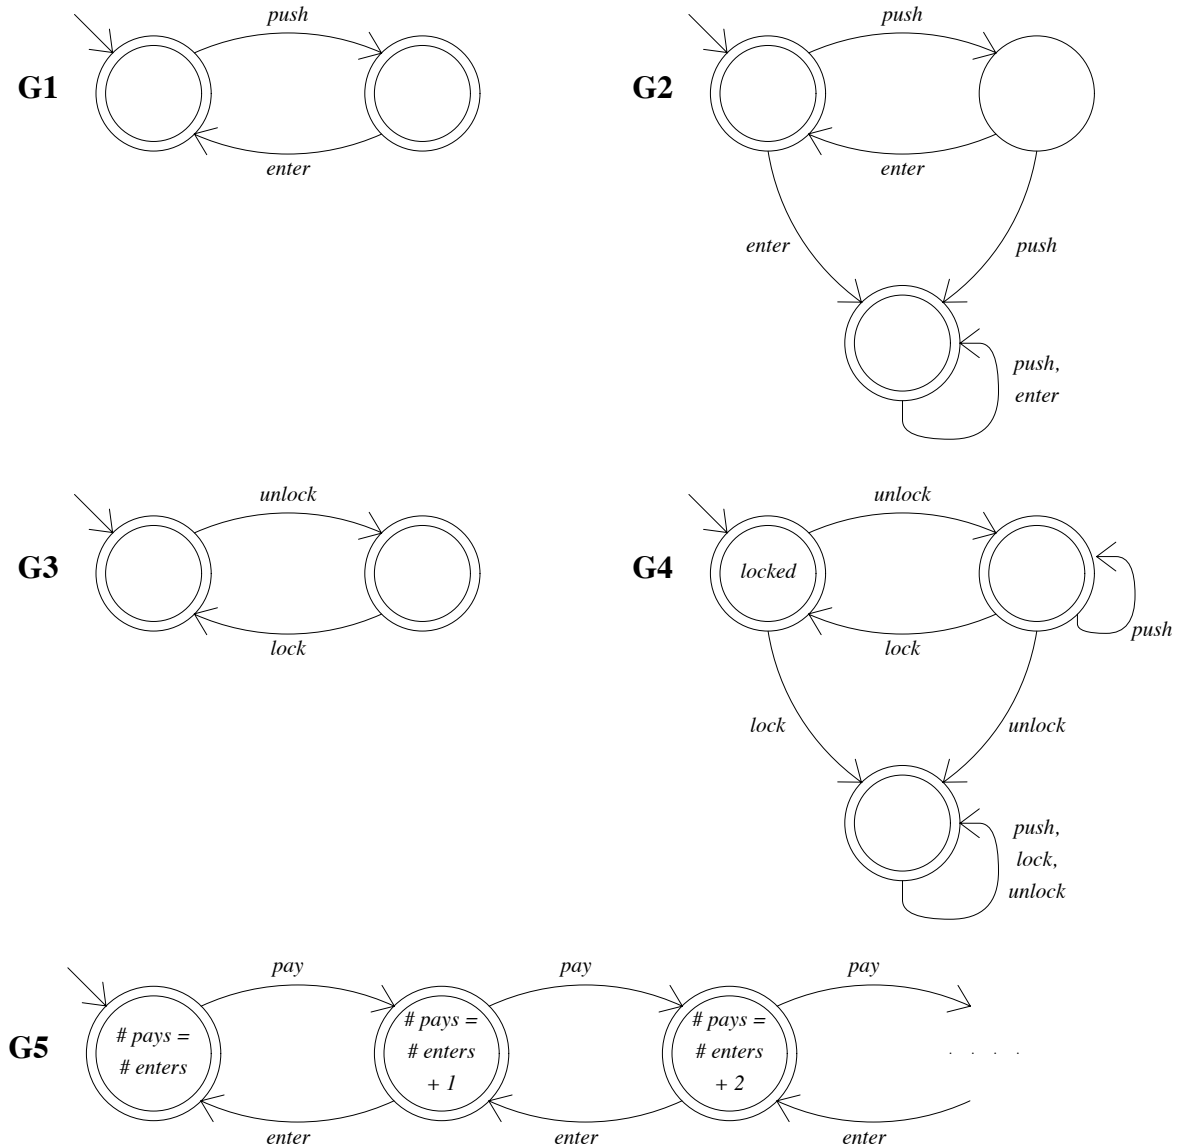 push
push
G1
G2
enter
enter
enter
push
push,
enter
unlock
unlock
G3
G4
locked
push
lock
lock
lock
unlock
push,
lock,
unlock
pay
pay
pay
G5
# pays =
# enters
# pays =
# enters
+ 1
# pays =
# enters
+ 2
. . . .
enter
enter
enter